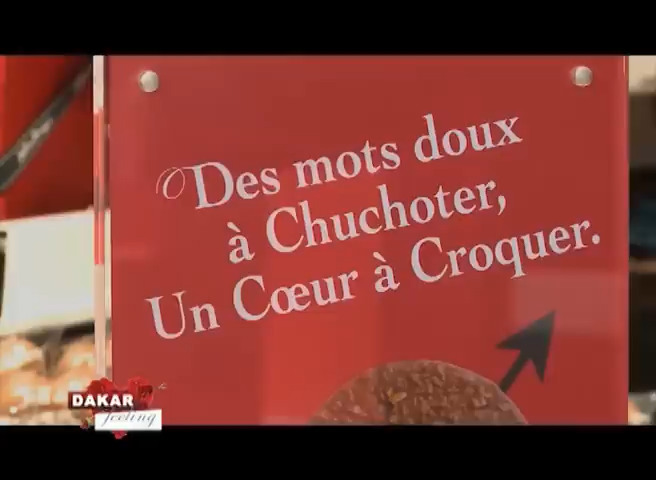 Des mots doux
à Chuchoter,
Un Cœur à Croquer.
DAKAR
feeling